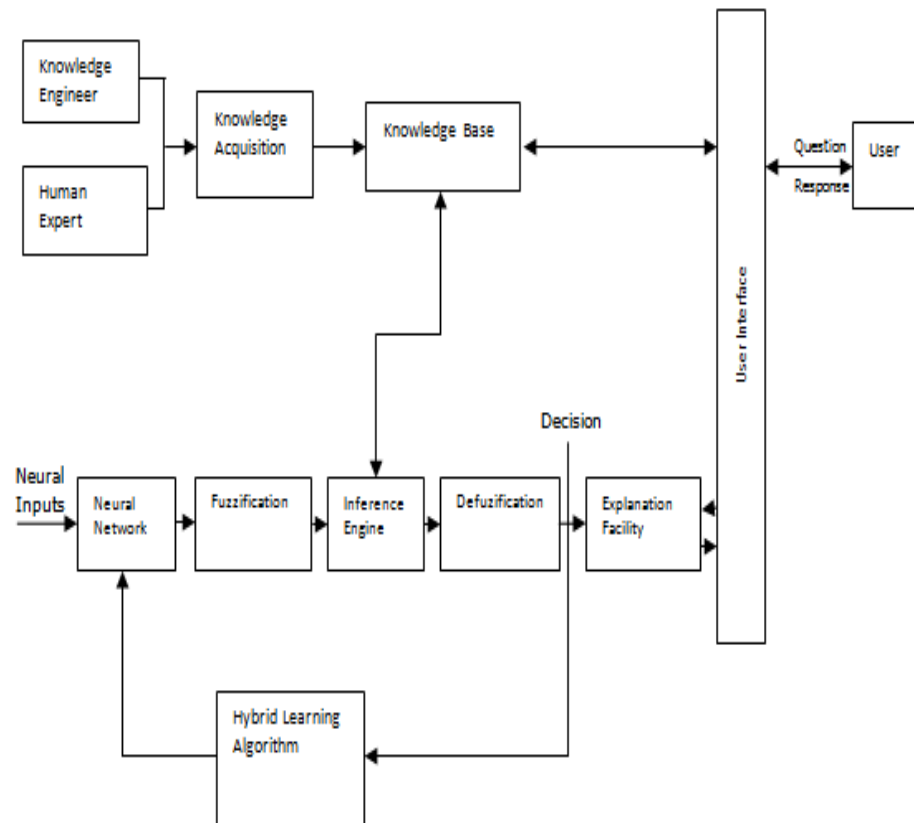 Knowledge
Engineer
Knowledge
Acquisition
Knowledge Base
Question
User
Human
Expert
Response
User Interface
Decision
Neural
Inputs
Neural
Network
Fuzzification
Inference
Engine
Defuzification
Explanation
Facility
Hybrid Learning
Algorithm